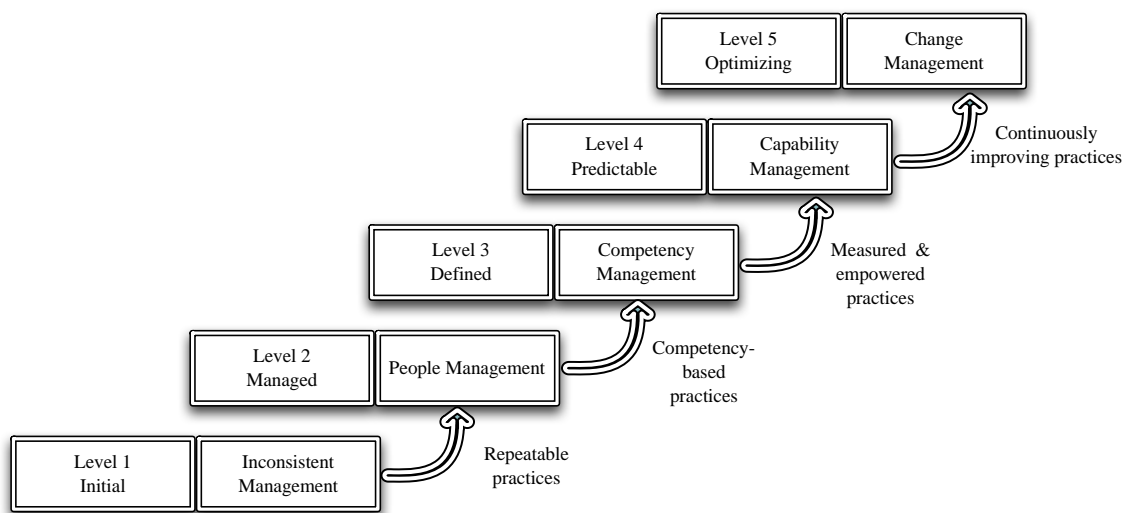 Level 5
Optimizing
Change
Management
Continuously
improving practices
Level 4
Predictable
Capability
Management
Measured & 
empowered
practices
Level 3
Defined
Competency
Management
Competency-
based
practices
Level 2
Managed
People Management
Repeatable
practices
Level 1
Initial
Inconsistent
Management